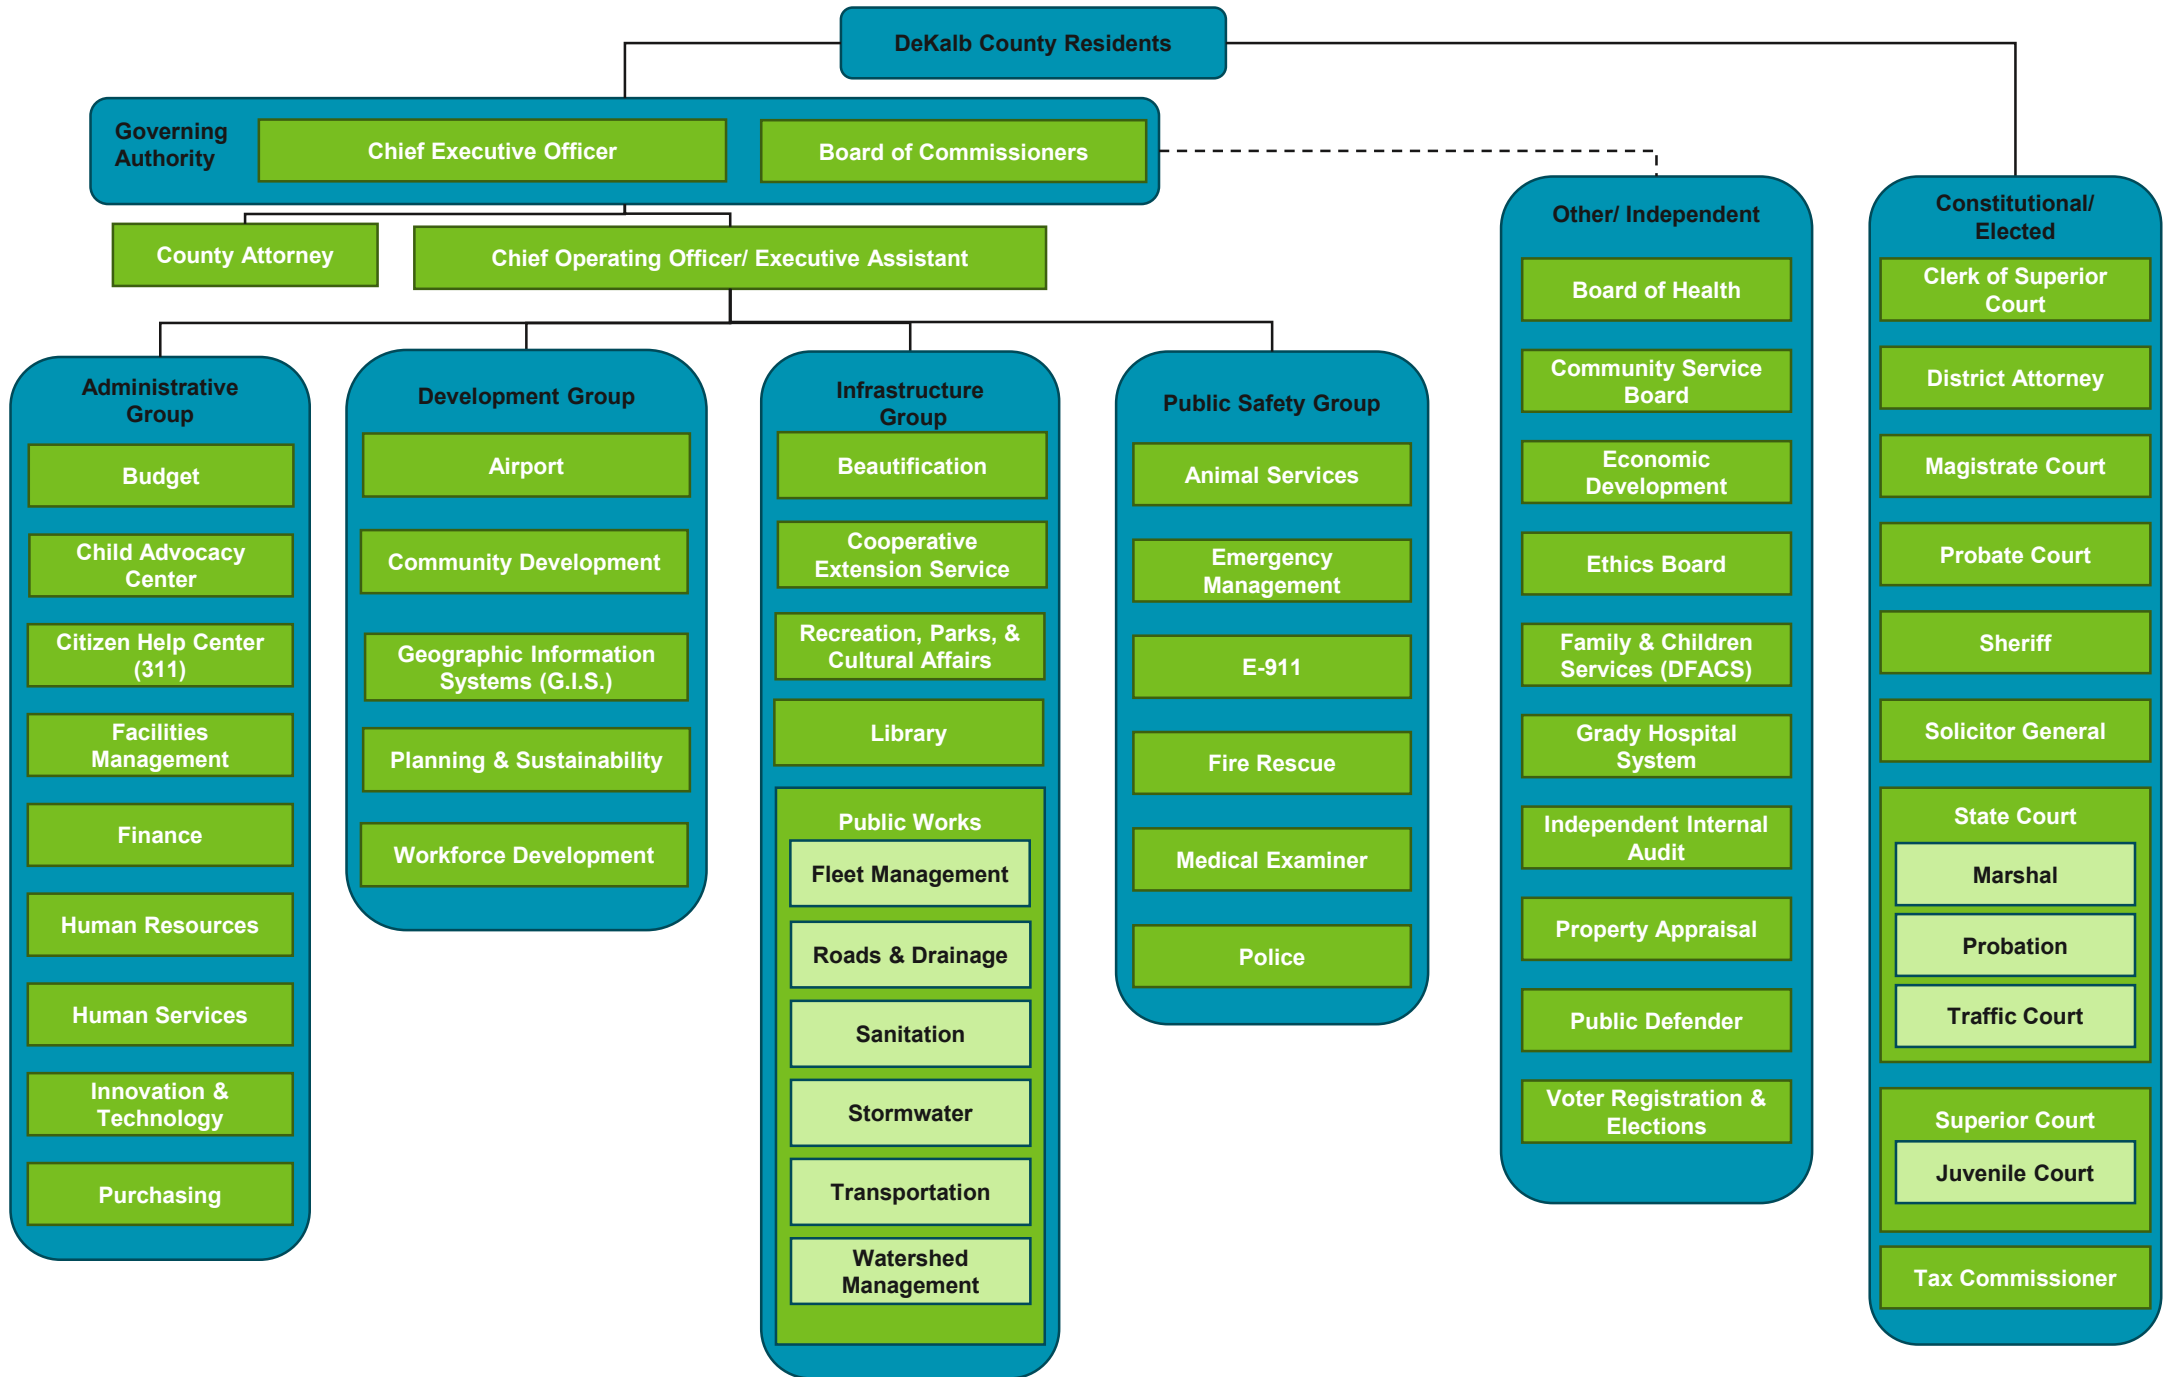 DeKalb County Residents
Governing
Authority
Chief Executive Officer
Board of Commissioners
County Attorney
Chief Operating Officer/ Executive Assistant
Administrative
Group
Budget
Child Advocacy
Center
Citizen Help Center
(311)
Facilities
Management
Finance
Human Resources
Human Services
Innovation &
Technology
Purchasing
Development Group
Airport
Community Development
Geographic Information
Systems (G.I.S.)
Planning & Sustainability
Workforce Development
Infrastructure
Group
Beautification
Cooperative
Extension Service
Recreation, Parks, &
Cultural Affairs
Library
Public Works
Fleet Management
Roads & Drainage
Sanitation
Stormwater
Transportation
Watershed
Management
Public Safety Group
Animal Services
Emergency
Management
E-911
Fire Rescue
Medical Examiner
Police
Other/ Independent
Board of Health
Community Service
Board
Economic
Development
Ethics Board
Family & Children
Services (DFACS)
Grady Hospital
System
Independent Internal
Audit
Property Appraisal
Public Defender
Voter Registration &
Elections
Constitutional/
Elected
Clerk of Superior
Court
District Attorney
Magistrate Court
Probate Court
Sheriff
Solicitor General
State Court
Marshal
Probation
Traffic Court
Superior Court
Juvenile Court
Tax Commissioner